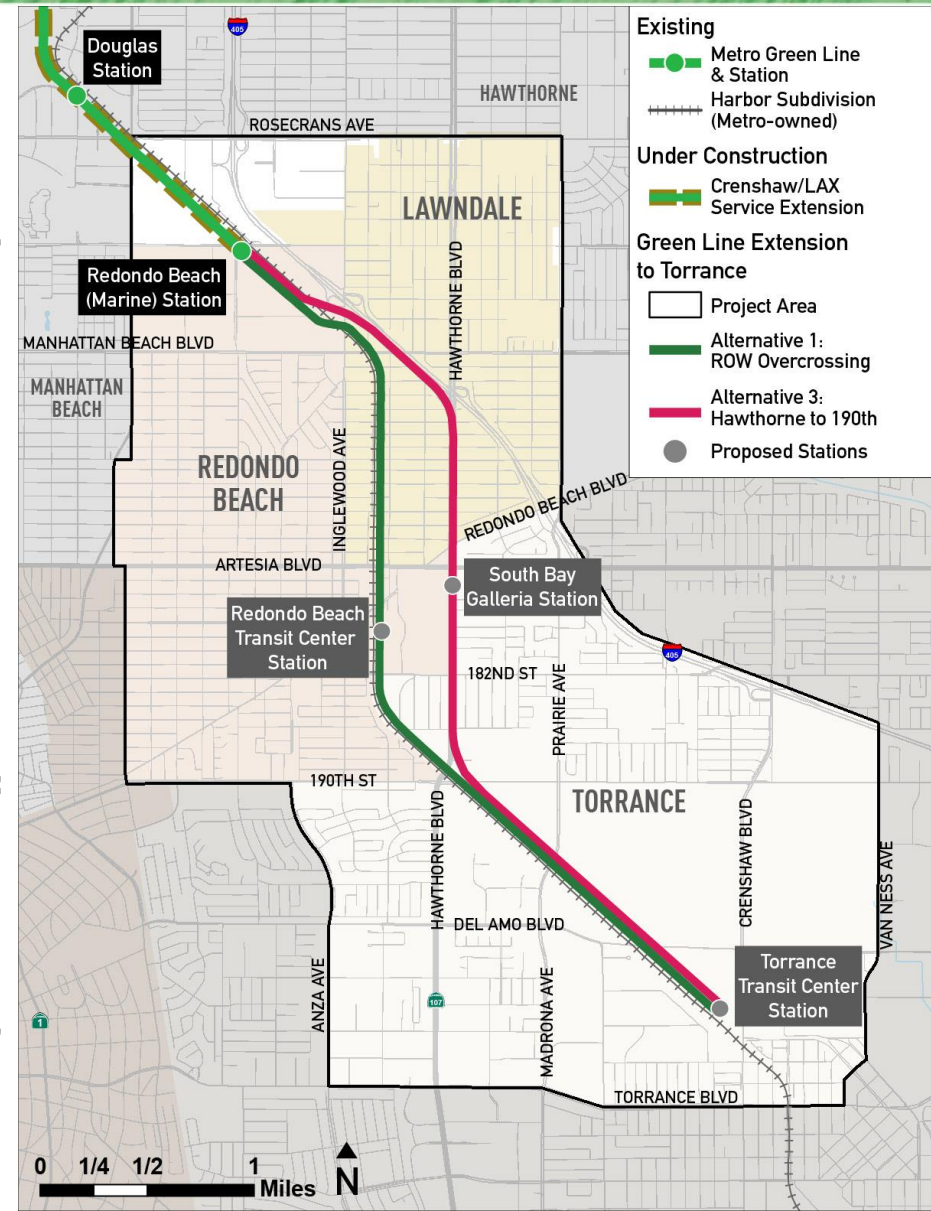 405
Douglas
Station
HAWTHORNE
ROSECRANS AVE
LAWNDALE
HAWTHORNE BLVD
Redondo Beach
(Marine) Station
MANHATTAN BEACH BLVD
MANHATTAN
BEACH
REDONDO
BEACH
INGLEWOOD AVE
REDONDO BEACH BLVD
ARTESIA BLVD
South Bay
Galleria Station
Redondo Beach
Transit Center
Station
405
182ND ST
PRAIRIE AVE
190TH ST
TORRANCE
HAWTHORNE BLVD
CRENSHAW BLVD
VAN NESS AVE
DEL AMO BLVD
Torrance
Transit Center
Station
ANZA AVE
107
MADRONA AVE
1
TORRANCE BLVD
0 1/4 1/2 1
Miles
N
Existing
Metro Green Line
& Station
Harbor Subdivision
(Metro-owned)
Under Construction
Crenshaw/LAX
Service Extension
Green Line Extension
to Torrance
Project Area
Alternative 1:
ROW Overcrossing
Alternative 3:
Hawthorne to 190th
Proposed Stations